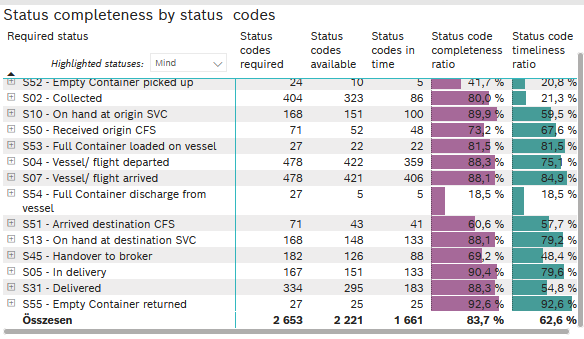 Status completeness by status codes
Required status Status codes required Status codes available Status codes in time Status code completeness ratio Status code timeliness ratio
Highlighted statuses: Mind
S52 - Empty Container picked up 24 10 5 41,7 % 20,8 %
S02 - Collected 404 323 86 80,0 % 21,3 %
S10 - On hand at origin SVC 168 151 100 89,9 % 59,5 %
S50 - Received origin CFS 71 52 48 73,2 % 67,6 %
S53 - Full Container loaded on vessel 27 22 22 81,5 % 81,5 %
S04 - Vessel/ flight departed 478 422 359 88,3 % 75,1 %
S07 - Vessel/ flight arrived 478 421 406 88,1 % 84,9 %
S54 - Full Container discharge from vessel 27 5 5 18,5 % 18,5 %
S51 - Arrived destination CFS 71 43 41 60,6 % 57,7 %
S13 - On hand at destination SVC 168 148 133 88,1 % 79,2 %
S45 - Handover to broker 182 126 88 69,2 % 48,4 %
S05 - In delivery 167 151 133 90,4 % 79,6 %
S31 - Delivered 334 295 183 88,3 % 54,8 %
S55 - Empty Container returned 27 25 25 92,6 % 92,6 %
Összesen 2 653 2 221 1 661 83,7 % 62,6 %